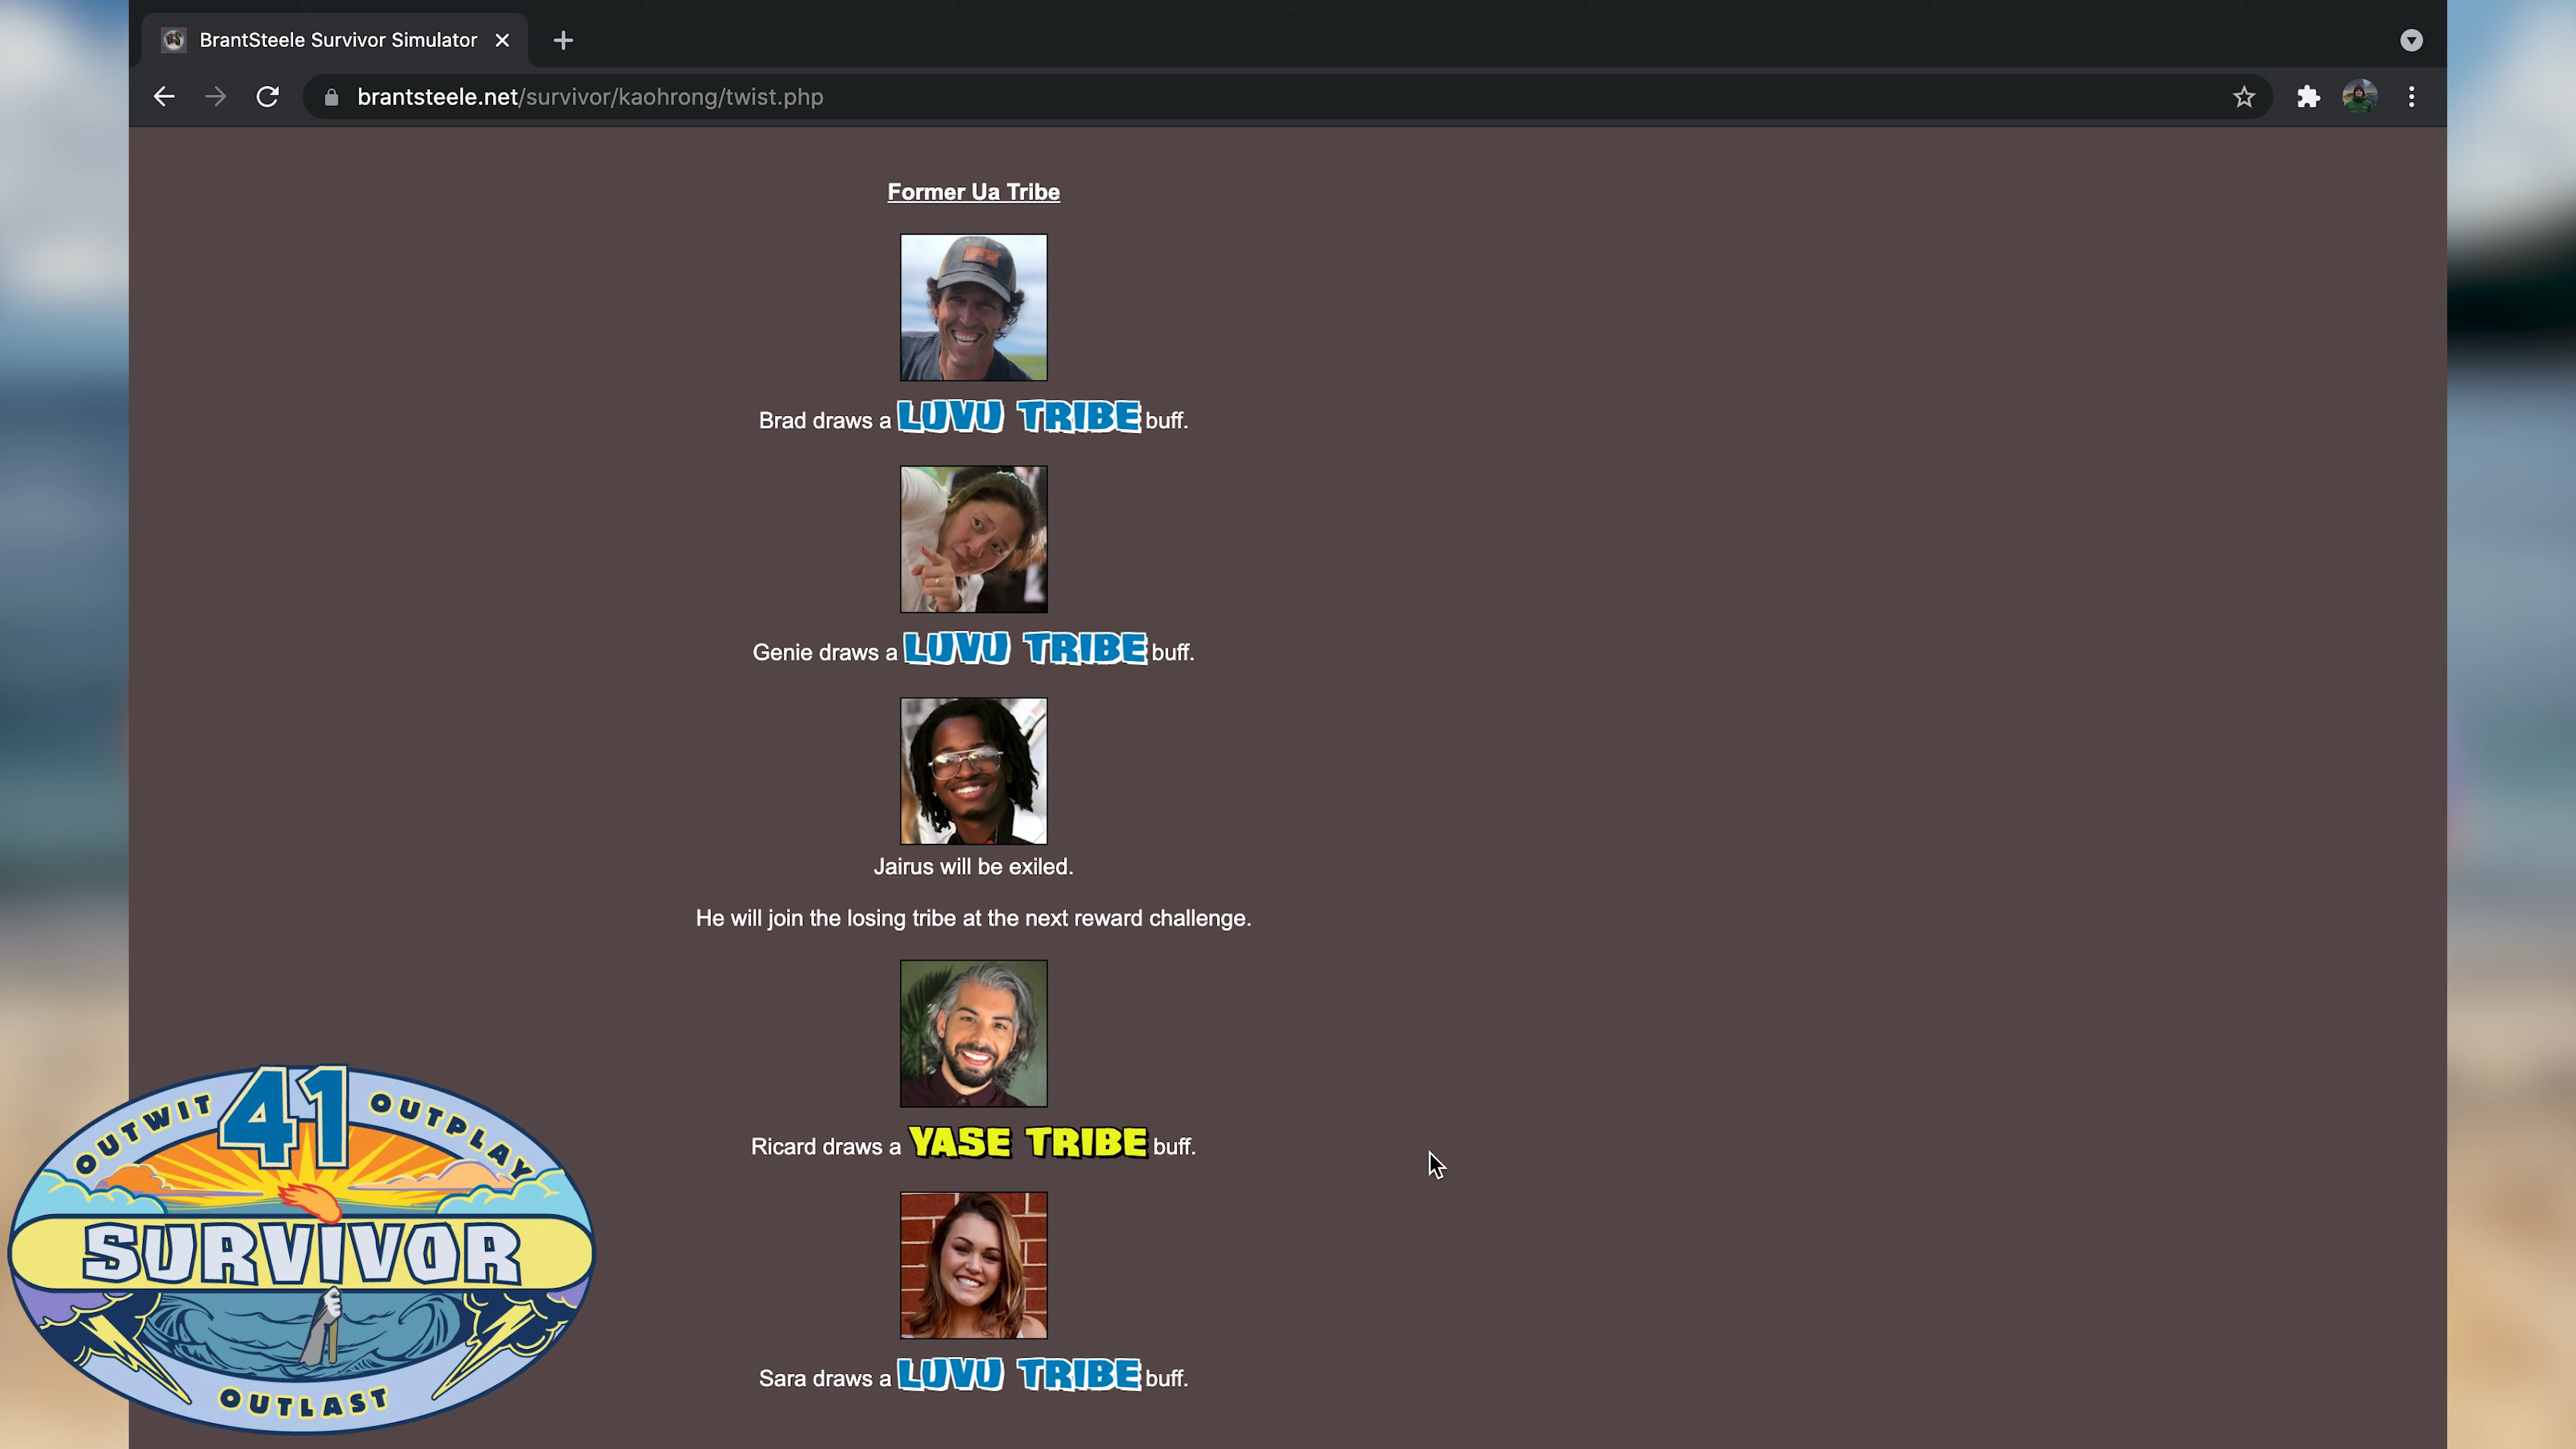 BrantSteele Survivor Simulator
brantsteele.net/survivor/kaohrong/twist.php
Former Ua Tribe
Brad draws a LUVU TRIBE buff.
Genie draws a LUVU TRIBE buff.
Jairus will be exiled.
He will join the losing tribe at the next reward challenge.
Ricard draws a YASE TRIBE buff.
Sara draws a LUVU TRIBE buff.
41
OUTWIT OUTPLAY
SURVIVOR
OUTLAST